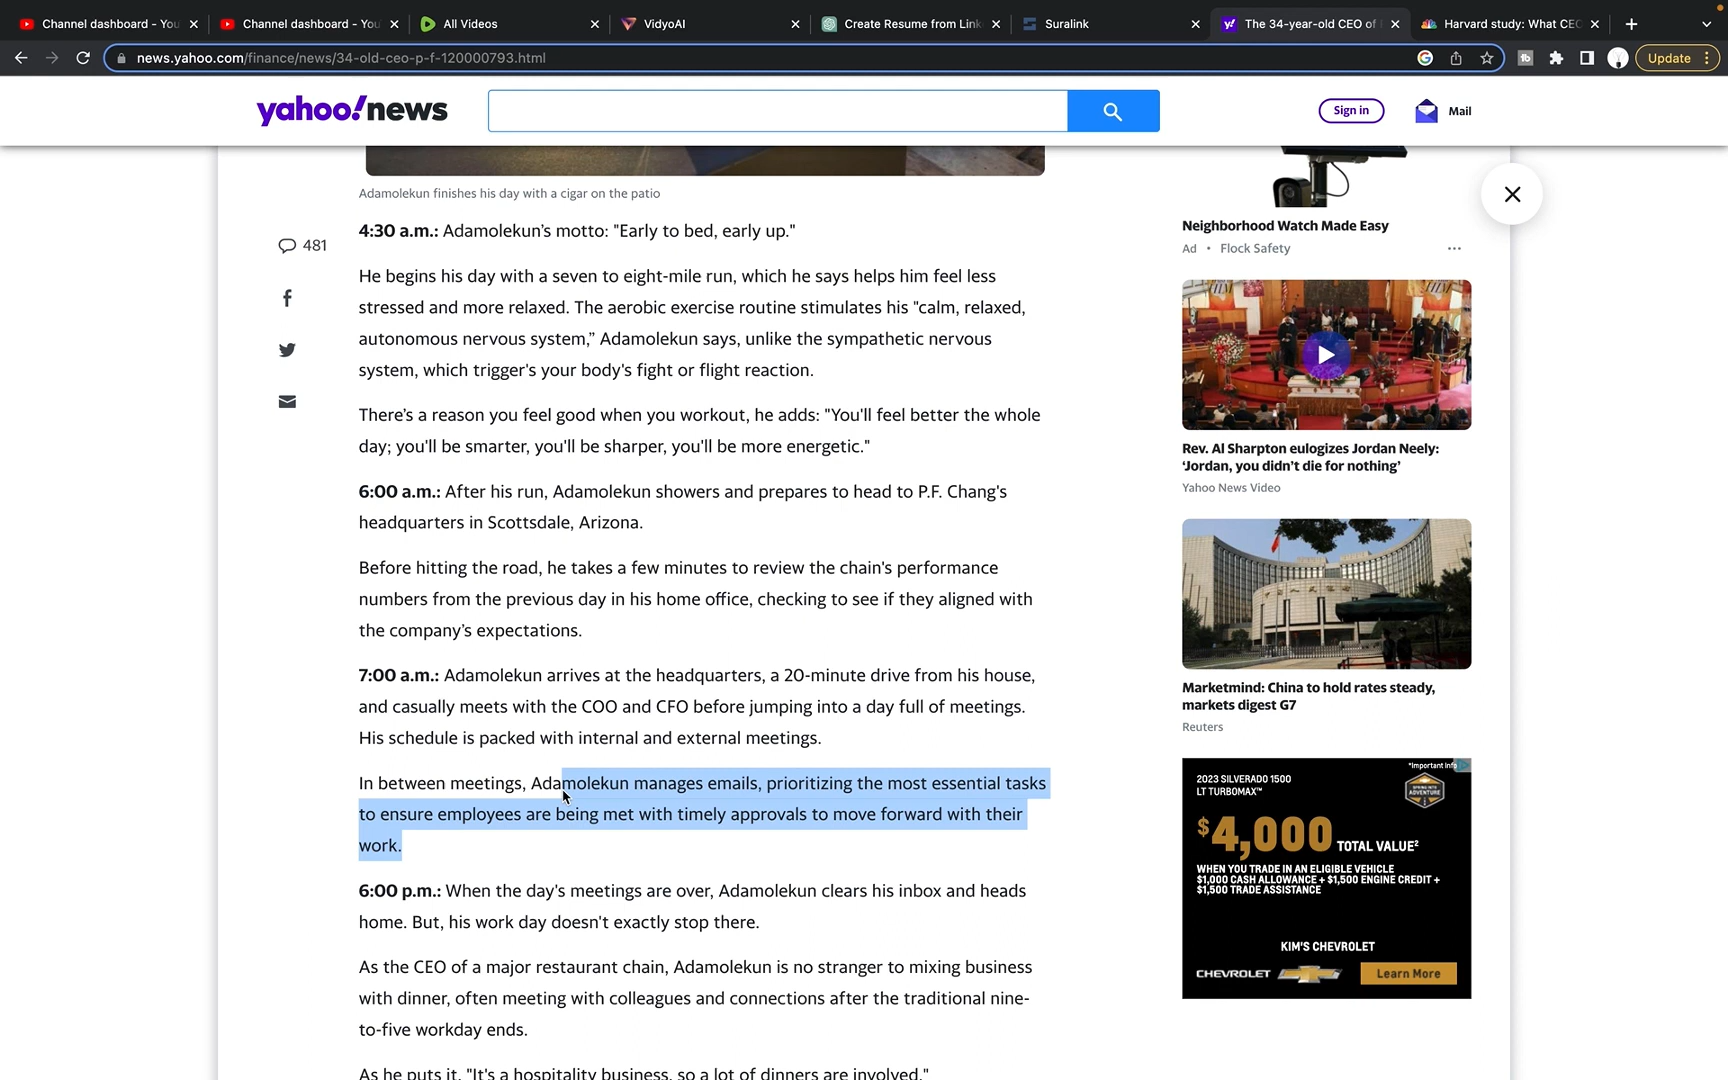 Channel dashboard - You
Channel dashboard - You
All Videos
VidyoAI
Create Resume from Link
Suralink
The 34-year-old CEO of
Harvard study: What CEO
news.yahoo.com/finance/news/34-old-ceo-p-f-120000793.html
Update
yahoo!news
Sign in
Mail
Adamolekun finishes his day with a cigar on the patio
481
4:30 a.m.: Adamolekun’s motto: "Early to bed, early up."
He begins his day with a seven to eight-mile run, which he says helps him feel less
stressed and more relaxed. The aerobic exercise routine stimulates his "calm, relaxed,
autonomous nervous system,” Adamolekun says, unlike the sympathetic nervous
system, which trigger's your body's fight or flight reaction.
There’s a reason you feel good when you workout, he adds: "You'll feel better the whole
day; you'll be smarter, you'll be sharper, you'll be more energetic."
6:00 a.m.: After his run, Adamolekun showers and prepares to head to P.F. Chang's
headquarters in Scottsdale, Arizona.
Before hitting the road, he takes a few minutes to review the chain's performance
numbers from the previous day in his home office, checking to see if they aligned with
the company’s expectations.
7:00 a.m.: Adamolekun arrives at the headquarters, a 20-minute drive from his house,
and casually meets with the COO and CFO before jumping into a day full of meetings.
His schedule is packed with internal and external meetings.
In between meetings, Adamolekun manages emails, prioritizing the most essential tasks
to ensure employees are being met with timely approvals to move forward with their
work.
6:00 p.m.: When the day's meetings are over, Adamolekun clears his inbox and heads
home. But, his work day doesn't exactly stop there.
As the CEO of a major restaurant chain, Adamolekun is no stranger to mixing business
with dinner, often meeting with colleagues and connections after the traditional nine-
to-five workday ends.
As he puts it, "It's a hospitality business, so a lot of dinners are involved."
Neighborhood Watch Made Easy
Ad • Flock Safety
Rev. Al Sharpton eulogizes Jordan Neely:
‘Jordan, you didn’t die for nothing’
Yahoo News Video
Marketmind: China to hold rates steady,
markets digest G7
Reuters
*Important Info
2023 SILVERADO 1500
LT TURBOMAX™
$4,000 TOTAL VALUE²
WHEN YOU TRADE IN AN ELIGIBLE VEHICLE
$1,000 CASH ALLOWANCE + $1,500 ENGINE CREDIT +
$1,500 TRADE ASSISTANCE
KIM'S CHEVROLET
CHEVROLET
Learn More